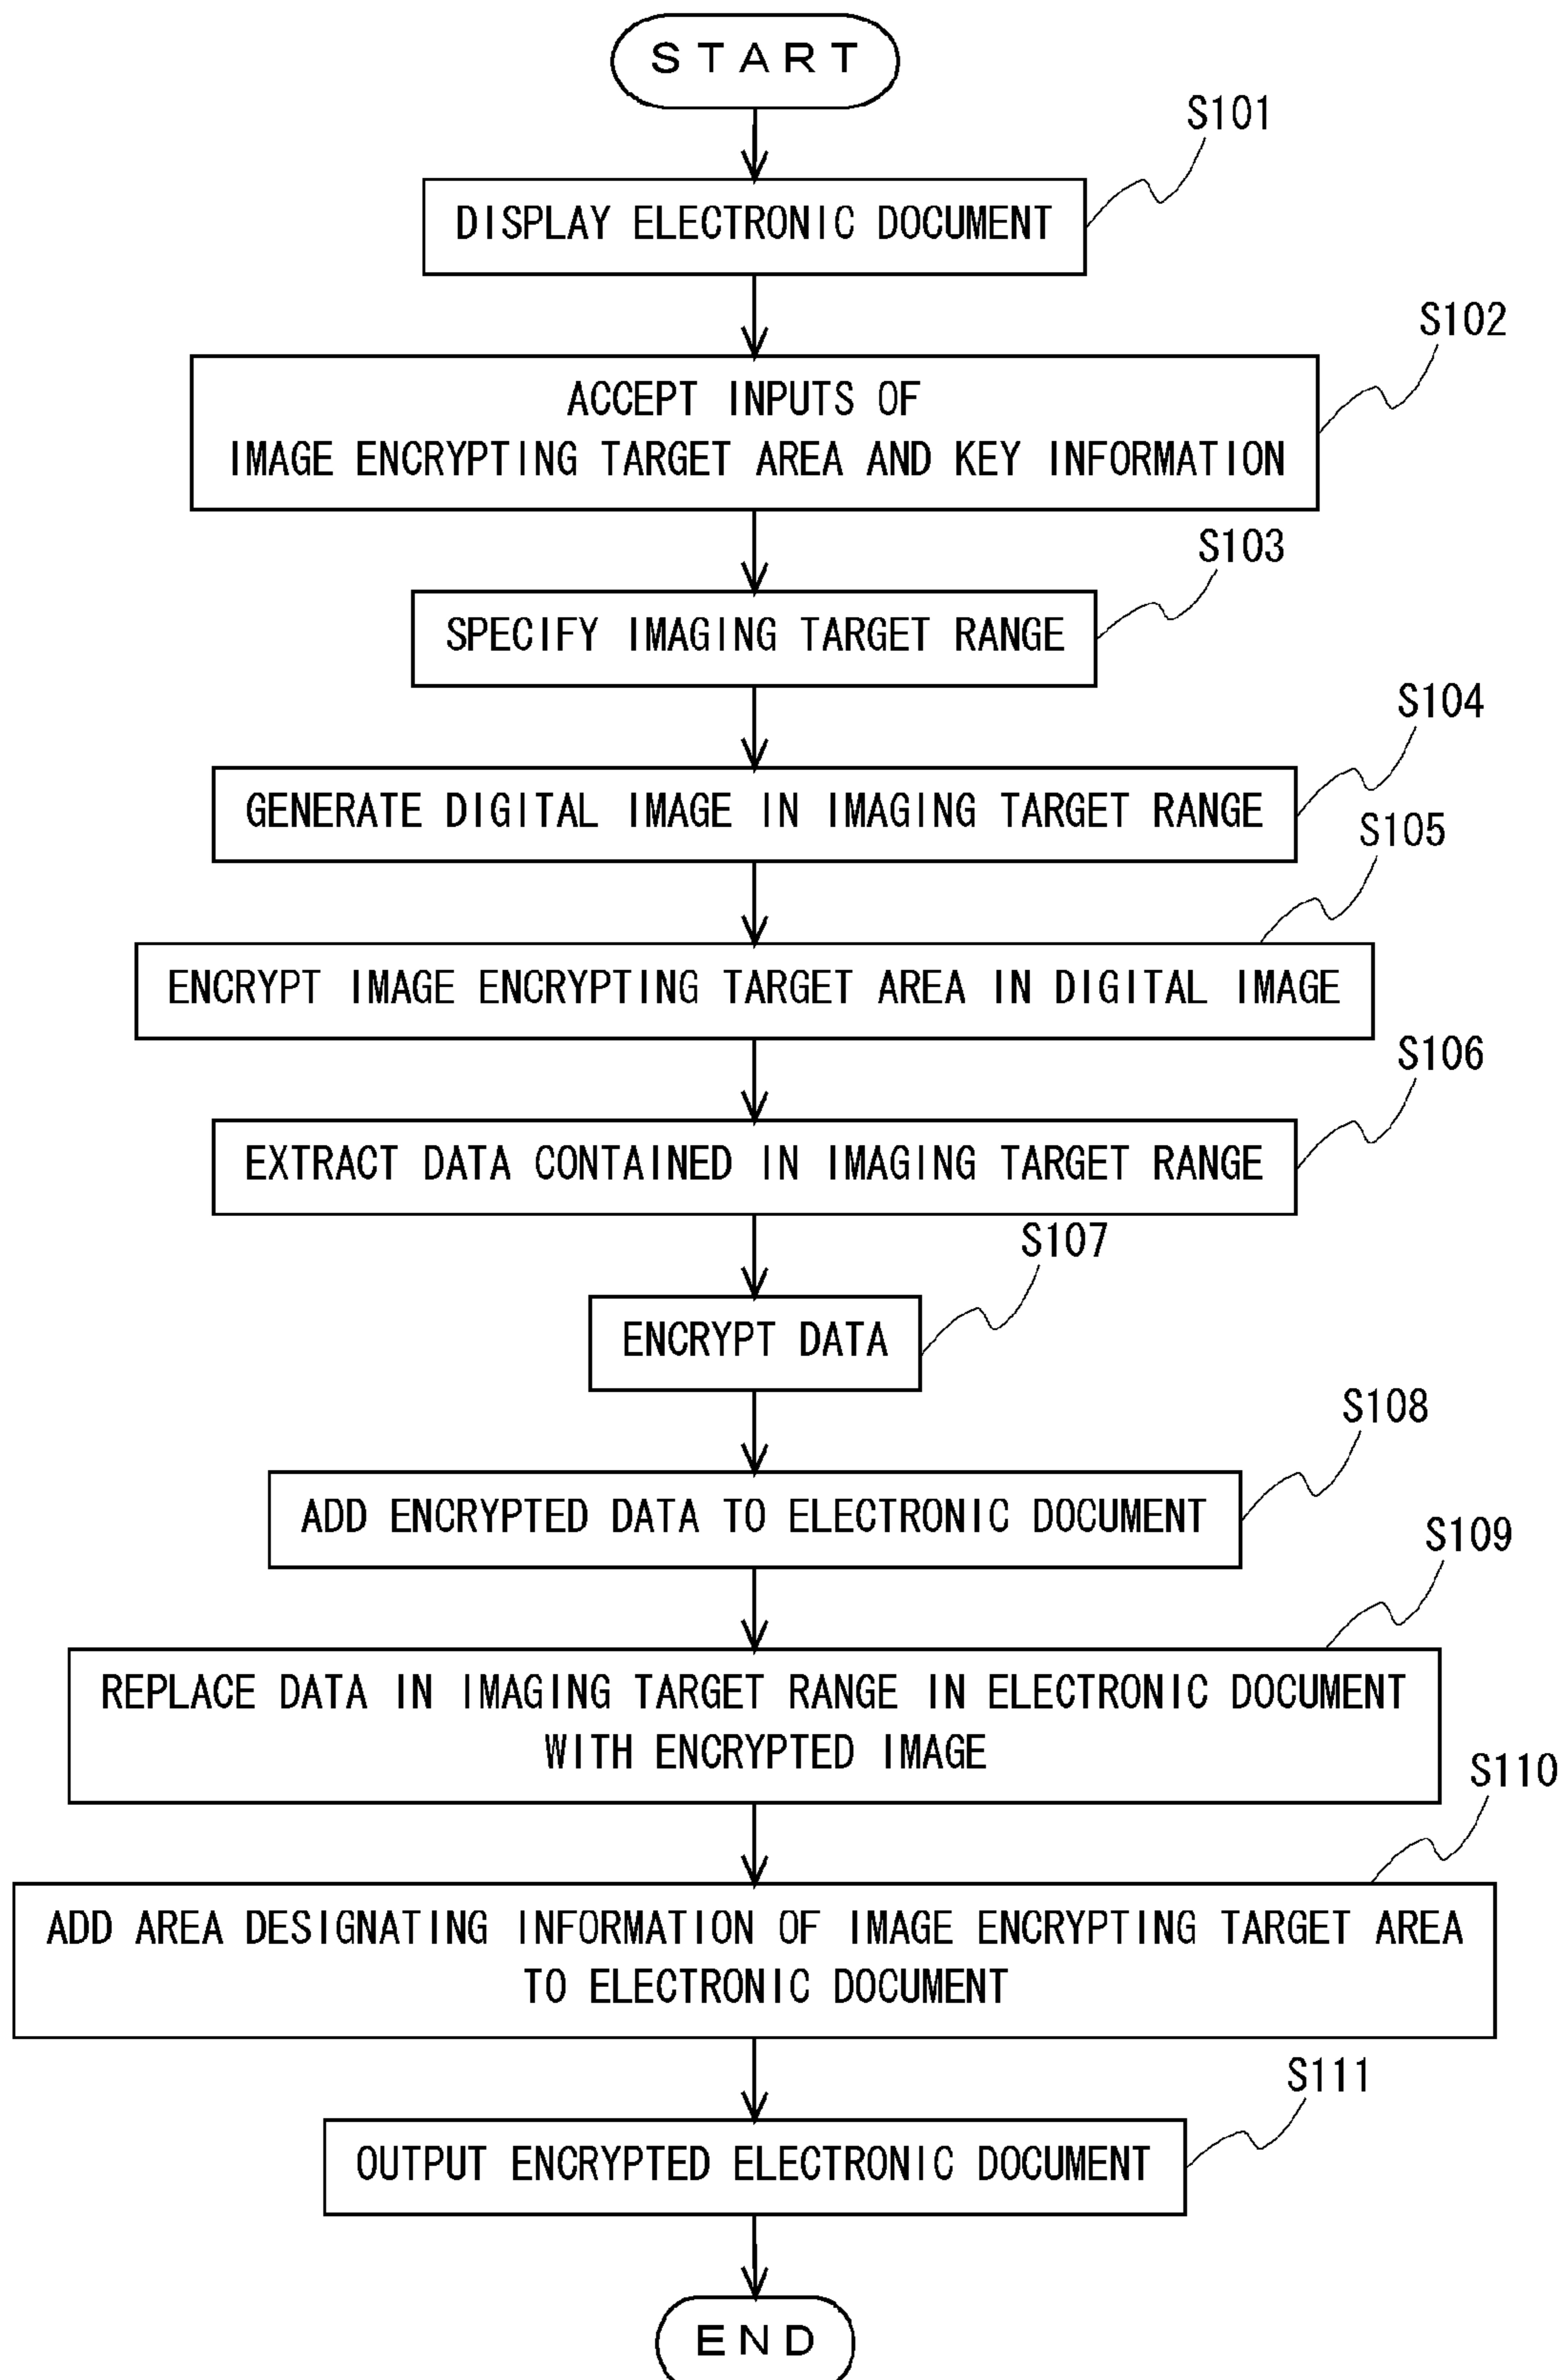 START
S101
DISPLAY ELECTRONIC DOCUMENT
S102
ACCEPT INPUTS OF
IMAGE ENCRYPTING TARGET AREA AND KEY INFORMATION
S103
SPECIFY IMAGING TARGET RANGE
S104
GENERATE DIGITAL IMAGE IN IMAGING TARGET RANGE
S105
ENCRYPT IMAGE ENCRYPTING TARGET AREA IN DIGITAL IMAGE
S106
EXTRACT DATA CONTAINED IN IMAGING TARGET RANGE
S107
ENCRYPT DATA
S108
ADD ENCRYPTED DATA TO ELECTRONIC DOCUMENT
S109
REPLACE DATA IN IMAGING TARGET RANGE IN ELECTRONIC DOCUMENT
WITH ENCRYPTED IMAGE
S110
ADD AREA DESIGNATING INFORMATION OF IMAGE ENCRYPTING TARGET AREA
TO ELECTRONIC DOCUMENT
S111
OUTPUT ENCRYPTED ELECTRONIC DOCUMENT
END